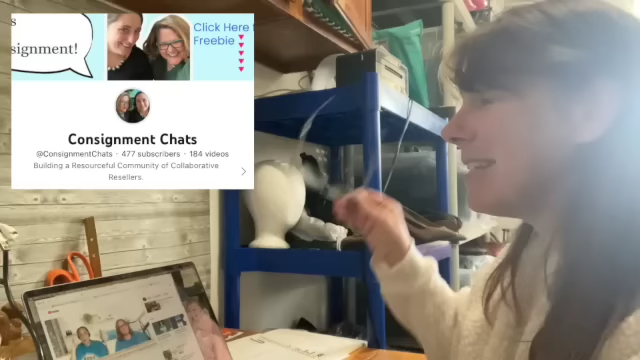 s
signment!
Click Here
Freebie
Consignment Chats
@ConsignmentChats · 477 subscribers · 184 videos
Building a Resourceful Community of Collaborative
Resellers.